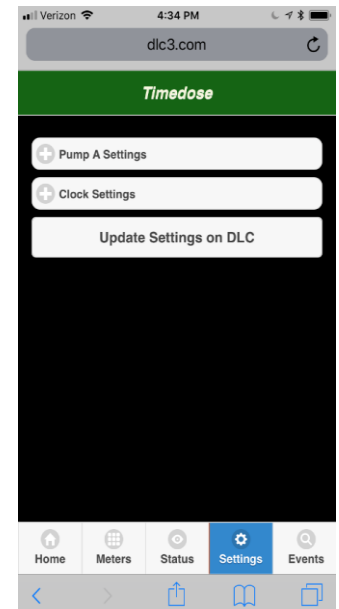 Verizon 4:34 PM
dlc3.com
Timedose
Pump A Settings
Clock Settings
Update Settings on DLC
Home Meters Status Settings Events